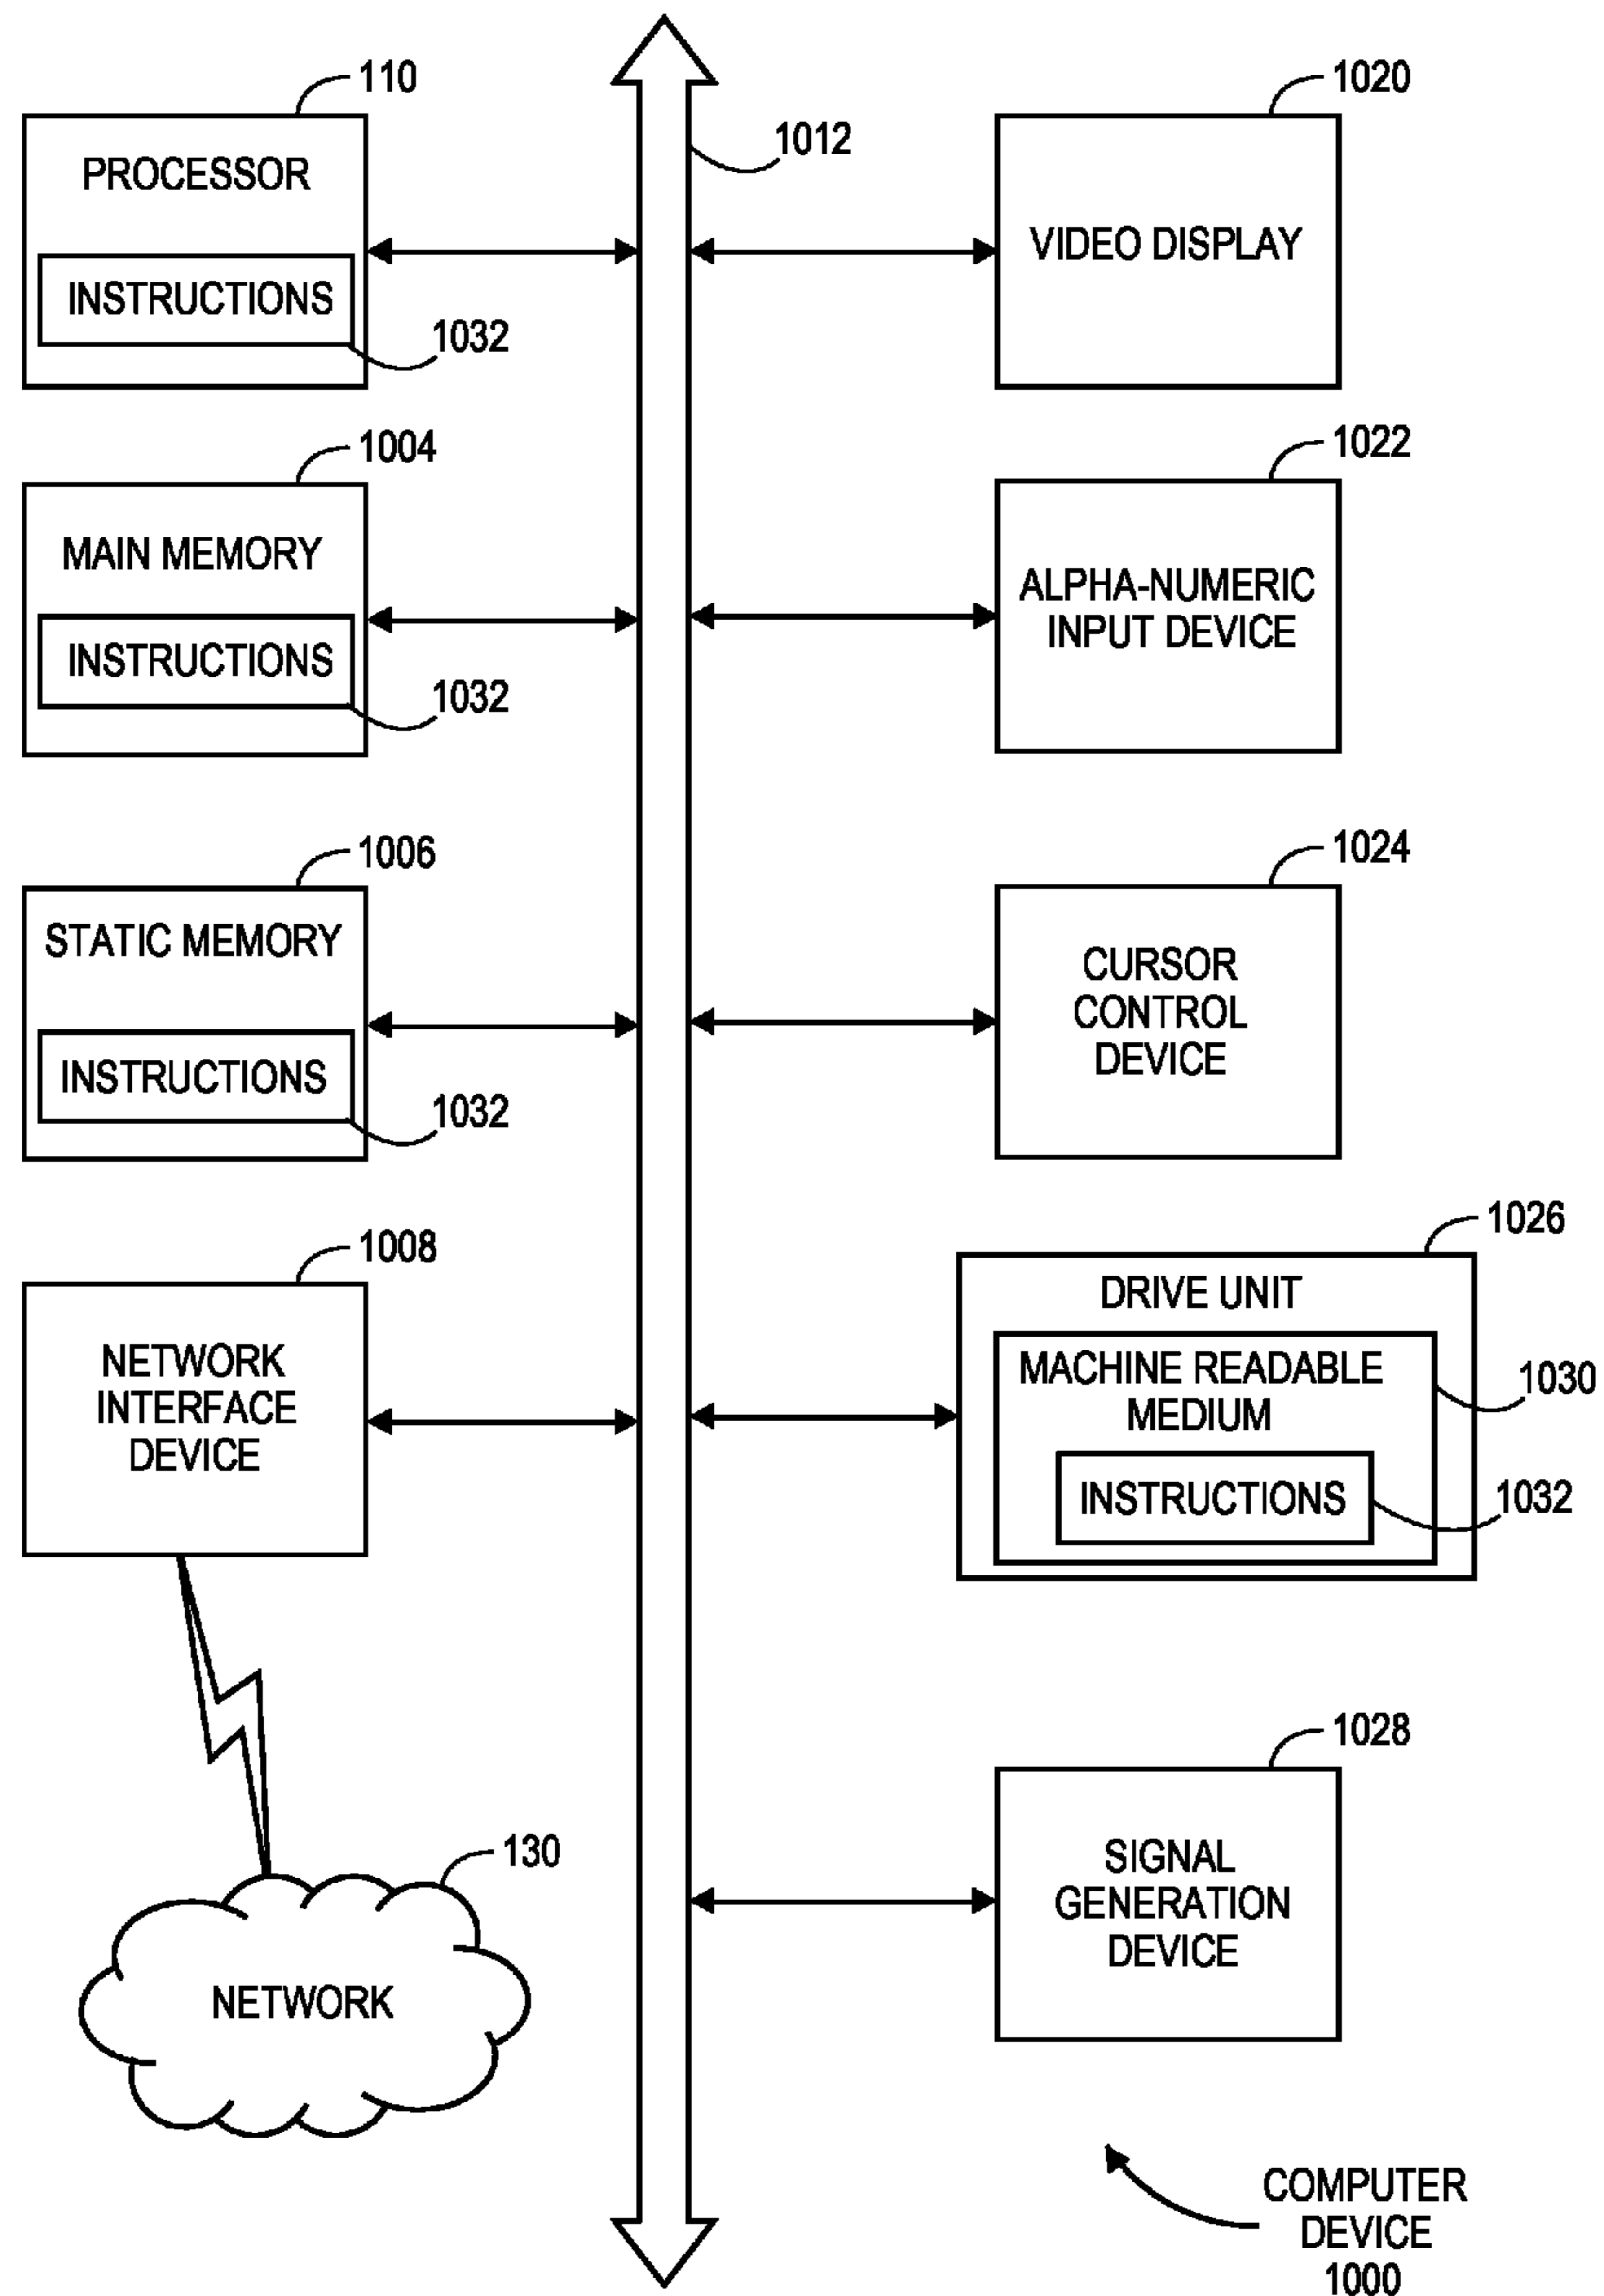 110
PROCESSOR
INSTRUCTIONS
1032
1004
MAIN MEMORY
INSTRUCTIONS
1032
1006
STATIC MEMORY
INSTRUCTIONS
1032
1008
NETWORK
INTERFACE
DEVICE
130
NETWORK
1012
1020
VIDEO DISPLAY
1022
ALPHA-NUMERIC
INPUT DEVICE
1024
CURSOR
CONTROL
DEVICE
1026
DRIVE UNIT
MACHINE READABLE
MEDIUM
1030
INSTRUCTIONS
1032
1028
SIGNAL
GENERATION
DEVICE
COMPUTER
DEVICE
1000